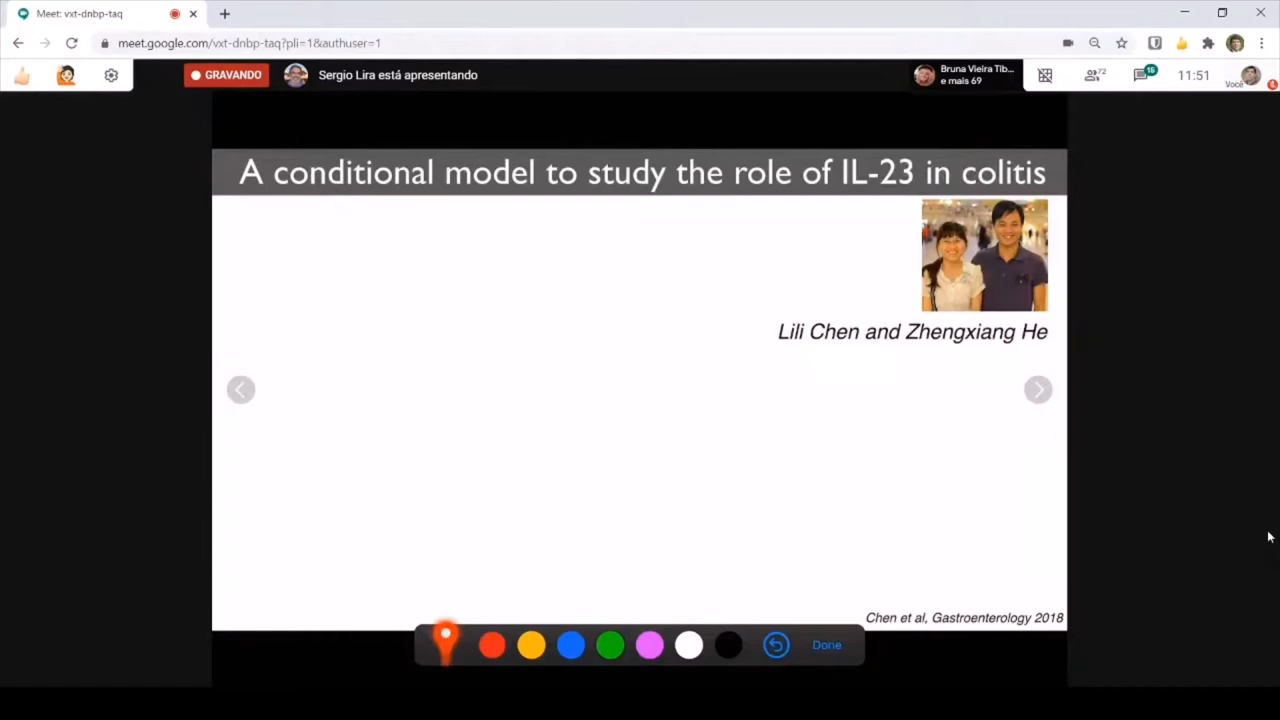 Meet: vxt-dnbp-taq
meet.google.com/vxt-dnbp-taq?pli=1&authuser=1
GRAVANDO
Sergio Lira está apresentando
Bruna Vieira Tib...
e mais 69
72
15
11:51
Você
A conditional model to study the role of IL-23 in colitis
Lili Chen and Zhengxiang He
Chen et al, Gastroenterology 2018
Done